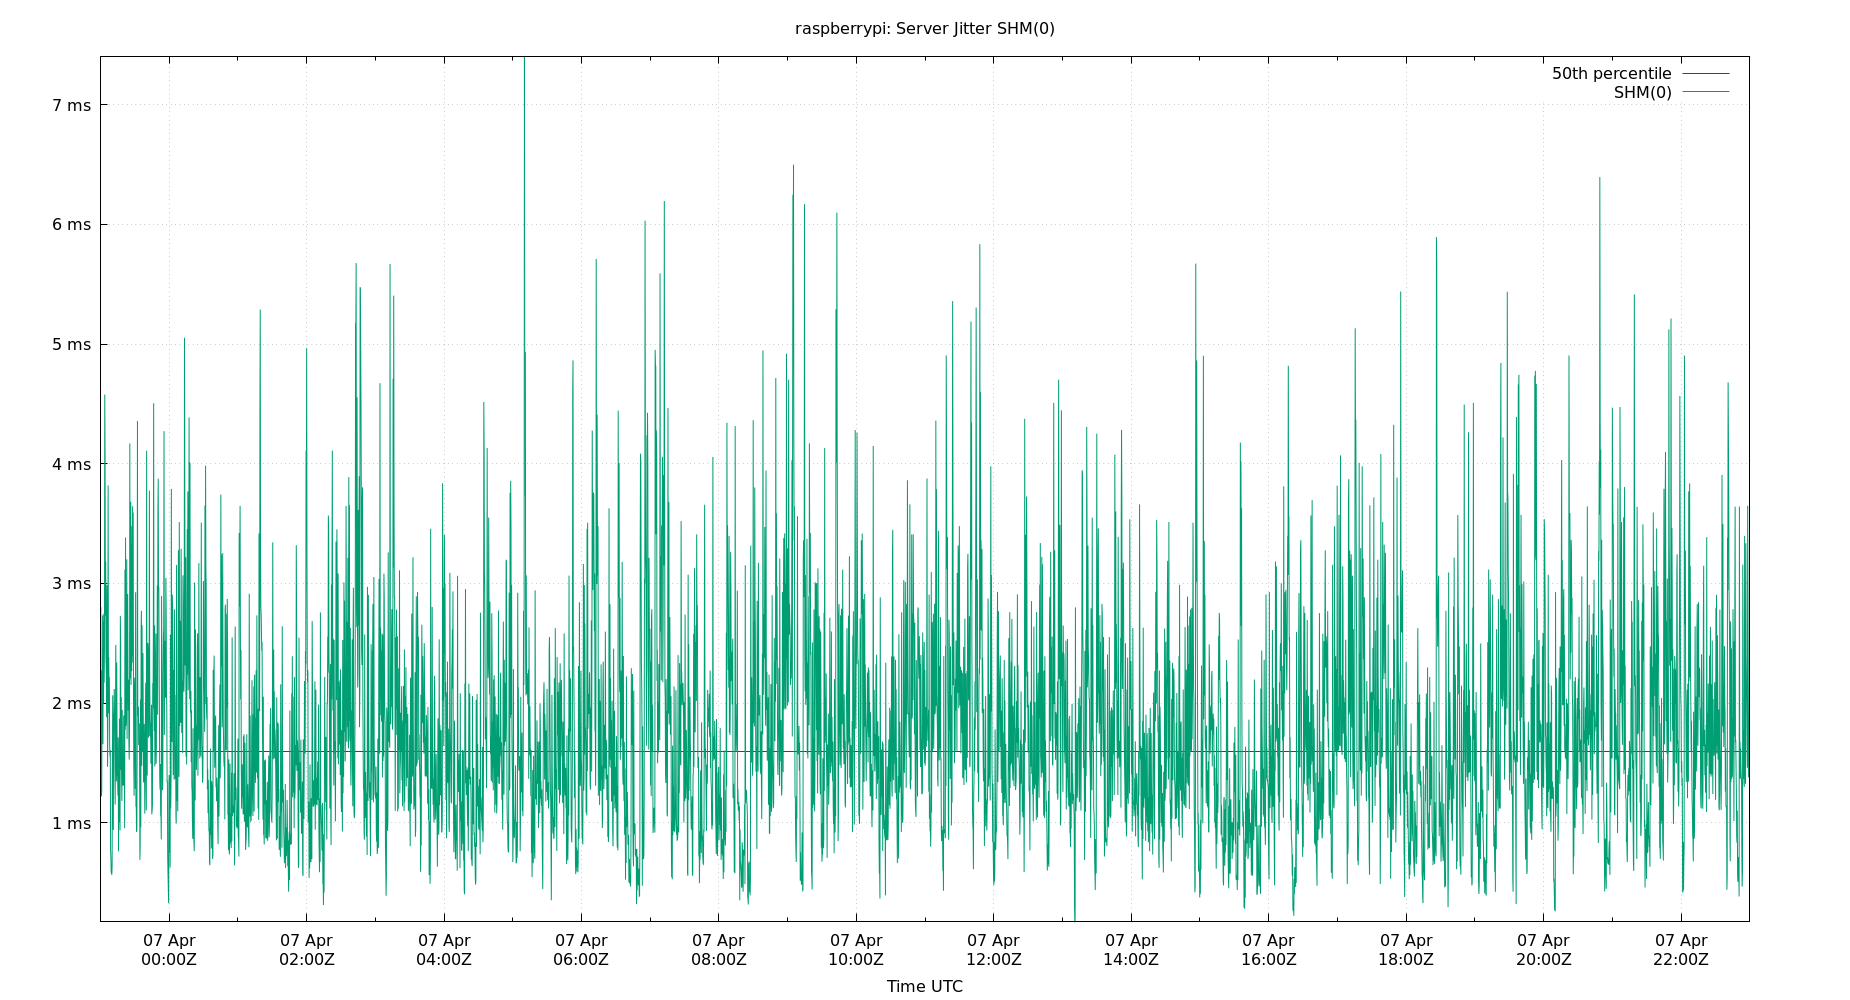 raspberrypi: Server Jitter SHM(0)
50th percentile
SHM(0)
7 ms
6 ms
5 ms
4 ms
3 ms
2 ms
1 ms
07 Apr 07 Apr 07 Apr 07 Apr 07 Apr 07 Apr 07 Apr 07 Apr 07 Apr 07 Apr 07 Apr 07 Apr
00:00Z 02:00Z 04:00Z 06:00Z 08:00Z 10:00Z 12:00Z 14:00Z 16:00Z 18:00Z 20:00Z 22:00Z
Time UTC